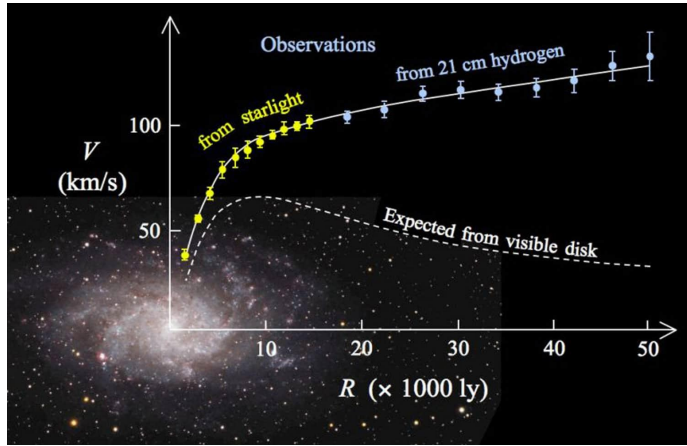 Observations
from 21 cm hydrogen
from starlight
100
V
(km/s)
50
Expected from visible disk
10
20
30
40
50
R (× 1000 ly)